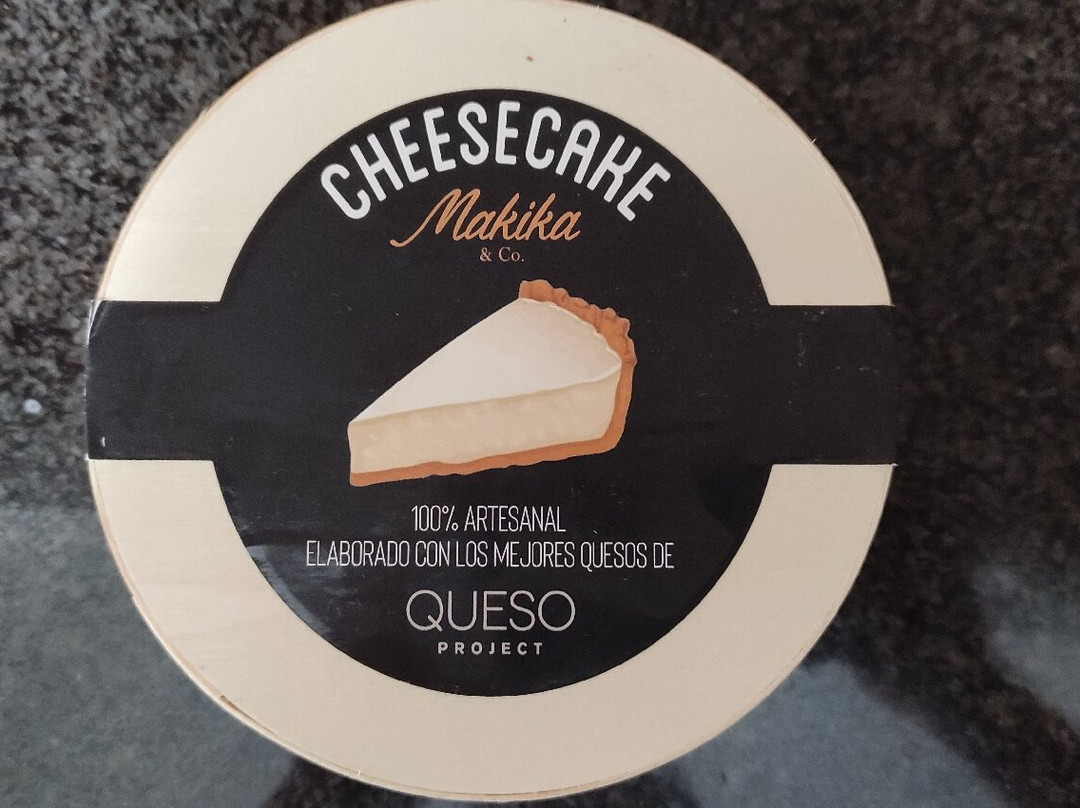 CHEESECAKE
Makika
& Co.
100% ARTESANAL
ELABORADO CON LOS MEJORES QUESOS DE
QUESO
PROJECT